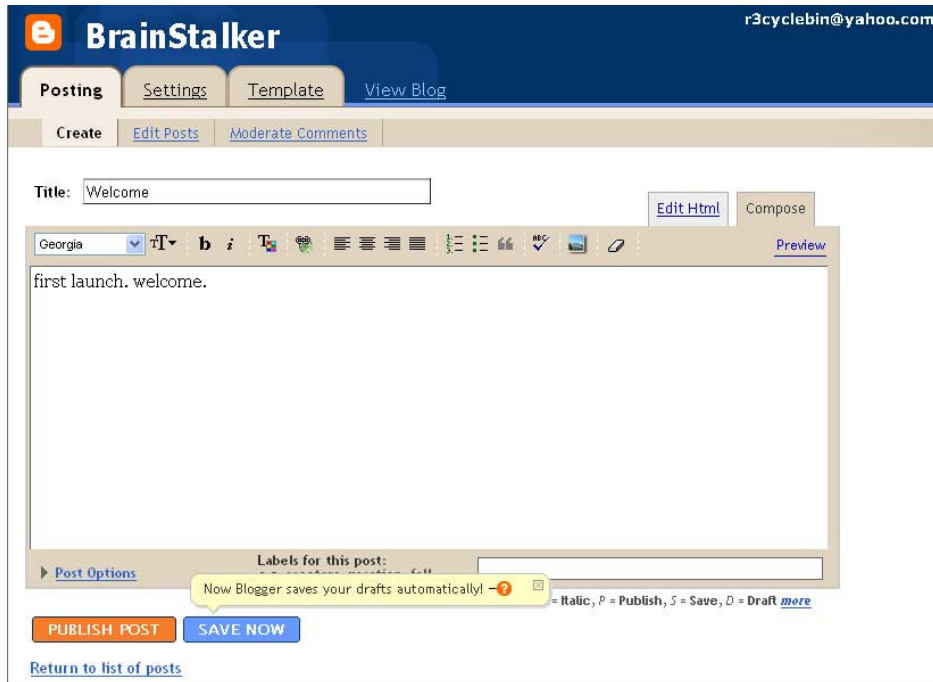 r3cyclebin@yahoo.com
BrainStalker
Posting Settings Template View Blog
Create Edit Posts Moderate Comments
Title: Welcome
Edit Html Compose
Georgia b i ABC Preview
first launch. welcome.
Labels for this post:
Post Options
Now Blogger saves your drafts automatically! ?
= Italic, P = Publish, S = Save, D = Draft more
PUBLISH POST SAVE NOW
Return to list of posts